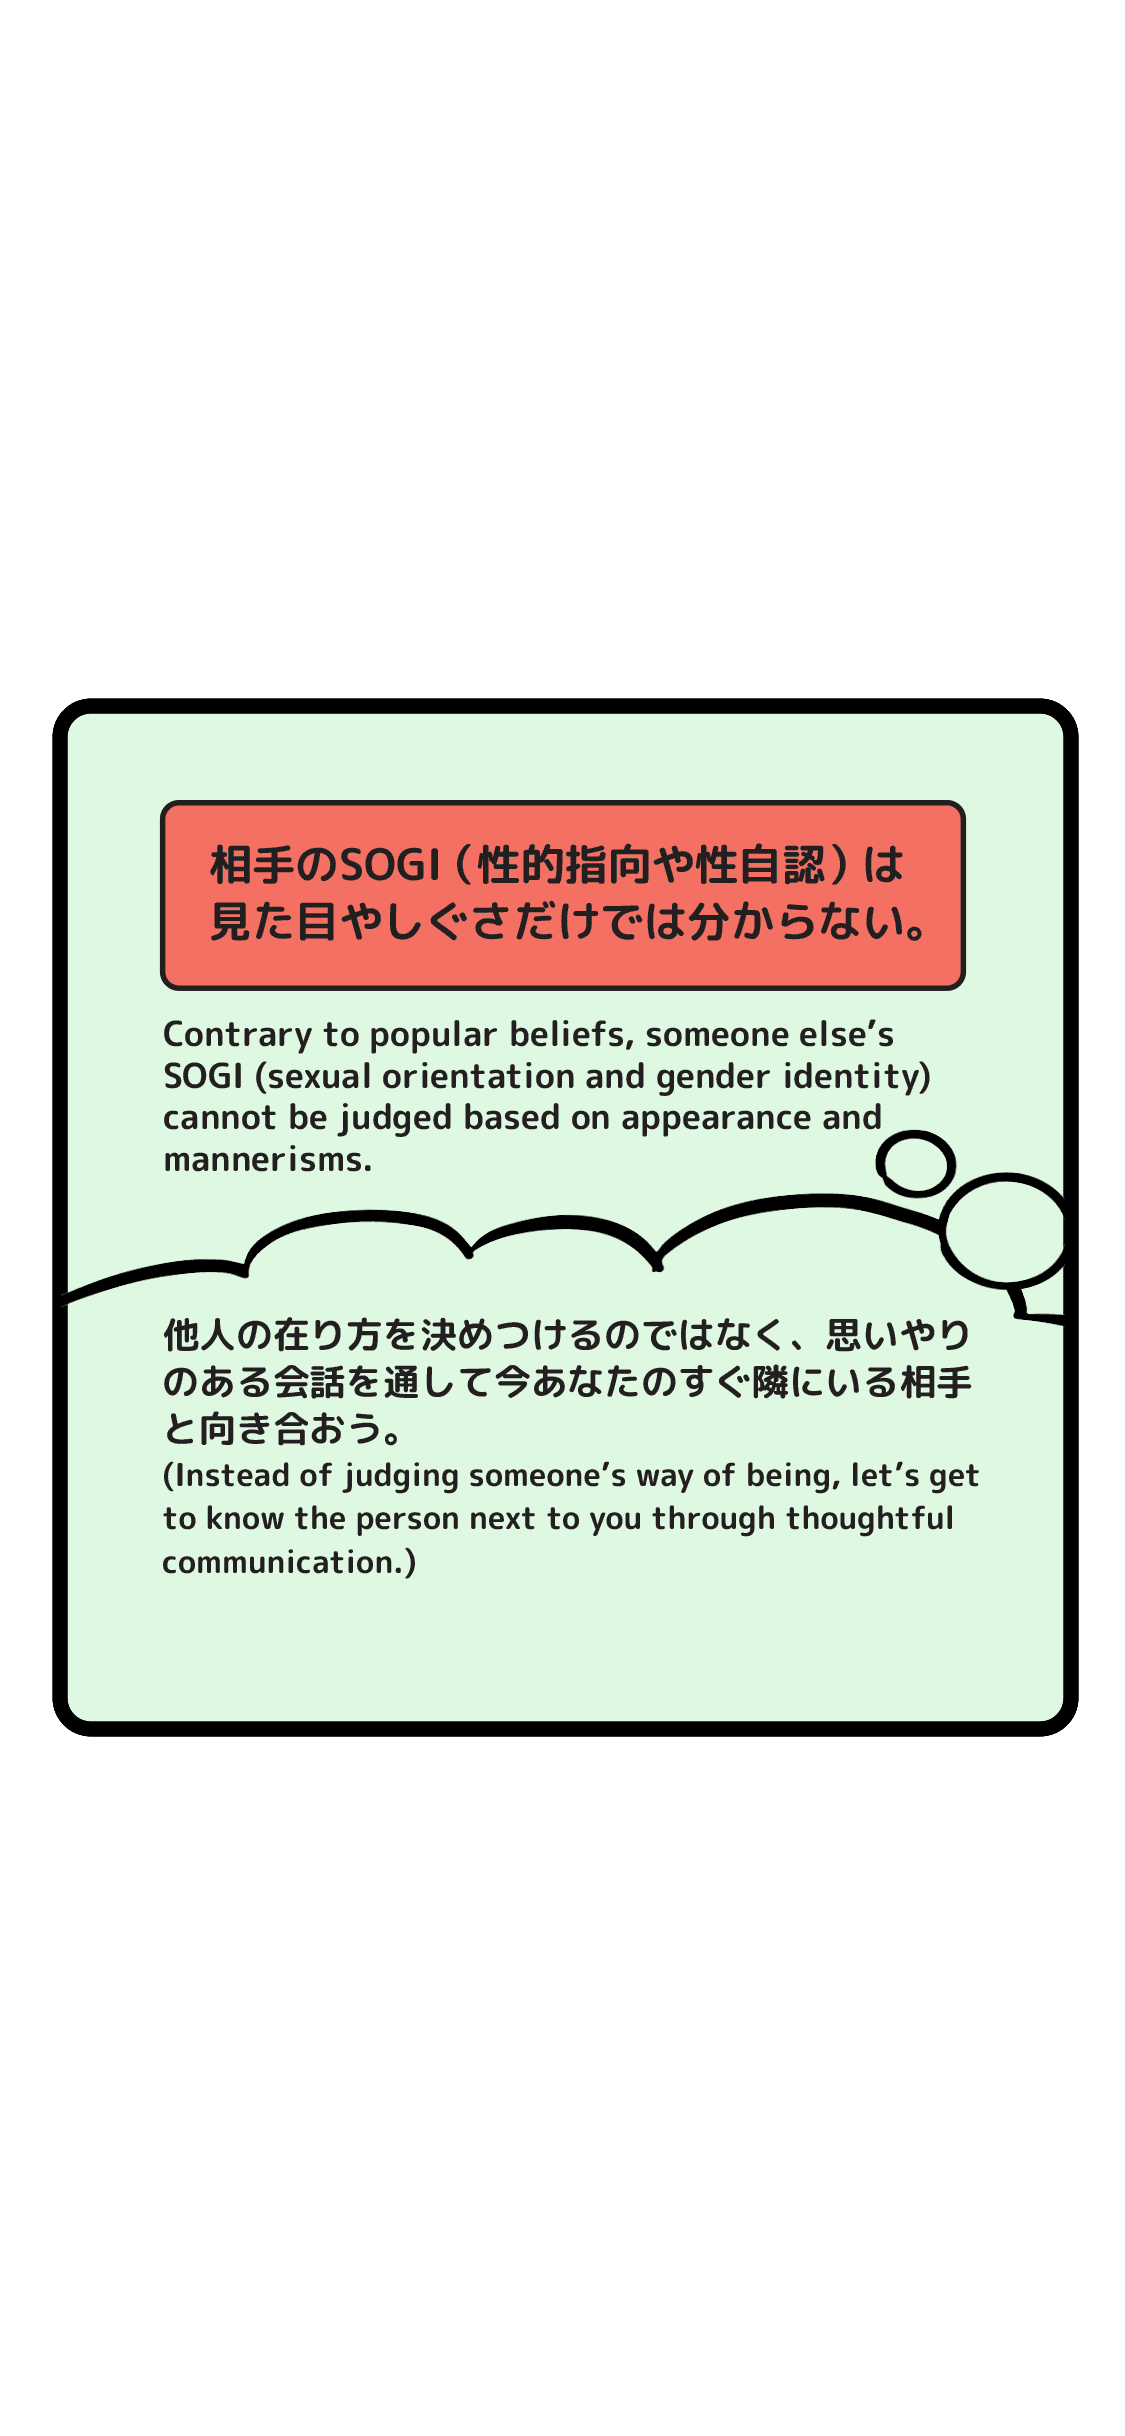 相手のSOGI（性的指向や性自認）は
見た目やしぐさだけでは分からない。
Contrary to popular beliefs, someone else’s
SOGI (sexual orientation and gender identity)
cannot be judged based on appearance and
mannerisms.
他人の在り方を決めつけるのではなく、思いやり
のある会話を通して今あなたのすぐ隣にいる相手
と向き合おう。
(Instead of judging someone’s way of being, let’s get
to know the person next to you through thoughtful
communication.)